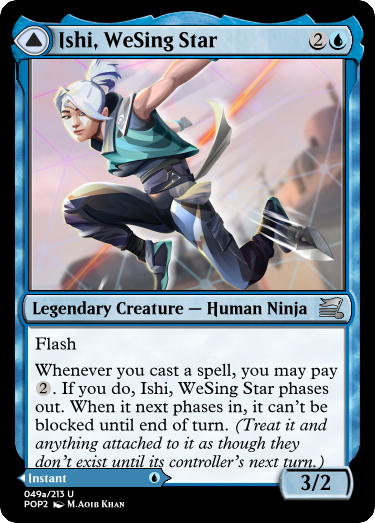 Ishi, WeSing Star 2
Legendary Creature — Human Ninja
Flash
Whenever you cast a spell, you may pay
2. If you do, Ishi, WeSing Star phases
out. When it next phases in, it can't be
blocked until end of turn. (Treat it and
anything attached to it as though they
don't exist until its controller's next turn.)
Instant
3/2
049a/213 U
POP2 M.Aoib Khan